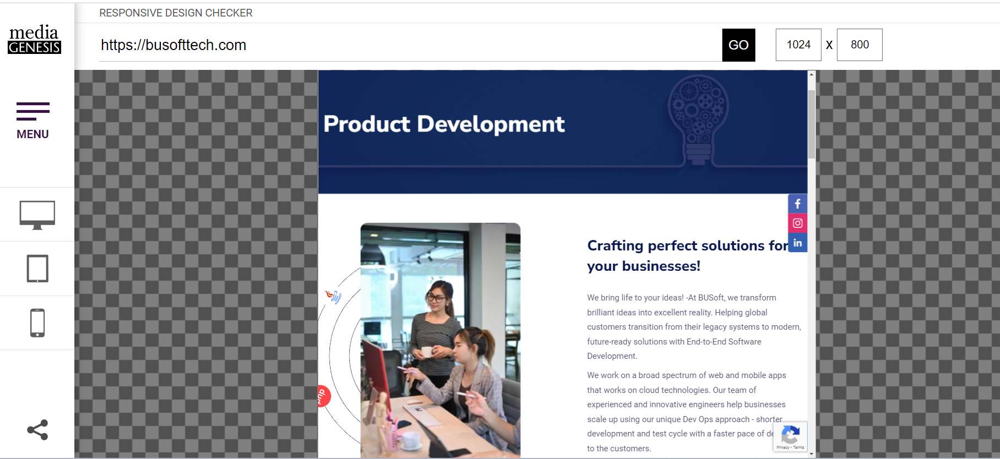 RESPONSIVE DESIGN CHECKER
media
GENESIS
https://busofttech.com
GO
1024 X 800
MENU
Product Development
Crafting perfect solutions for
your businesses!
We bring life to your ideas! -At BUSoft, we transform
brilliant ideas into excellent reality. Helping global
customers transition from their legacy systems to modern,
future-ready solutions with End-to-End Software
Development.
We work on a broad spectrum of web and mobile apps
that works on cloud technologies. Our team of
experienced and innovative engineers help businesses
scale up using our unique Dev Ops approach - shorter
development and test cycle with a faster pace of de
to the customers.
f
in
Privacy - Terms